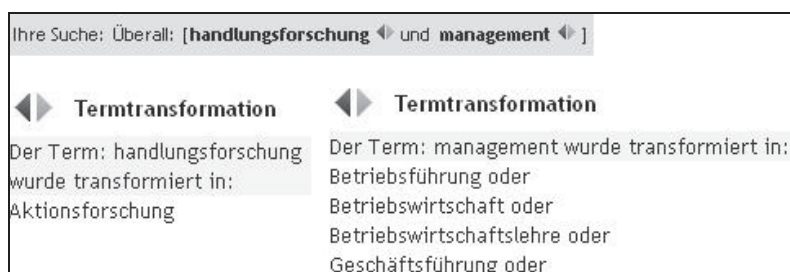 Ihre Suche: Überall: [handlungsforschung und management ]
Termtransformation
Der Term: handlungsforschung
wurde transformiert in:
Aktionsforschung
Termtransformation
Der Term: management wurde transformiert in:
Betriebsführung oder
Betriebswirtschaft oder
Betriebswirtschaftslehre oder
Geschäftsführung oder